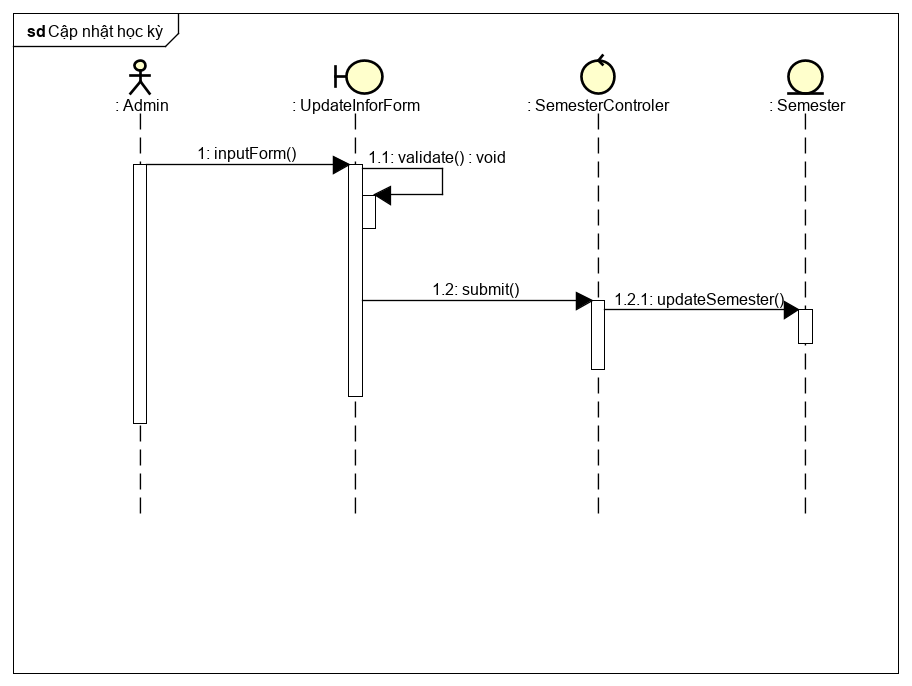 sd Cập nhật học kỳ
: Admin
: UpdateInforForm
: SemesterControler
: Semester
1: inputForm()
1.1: validate() : void
1.2: submit()
1.2.1: updateSemester()